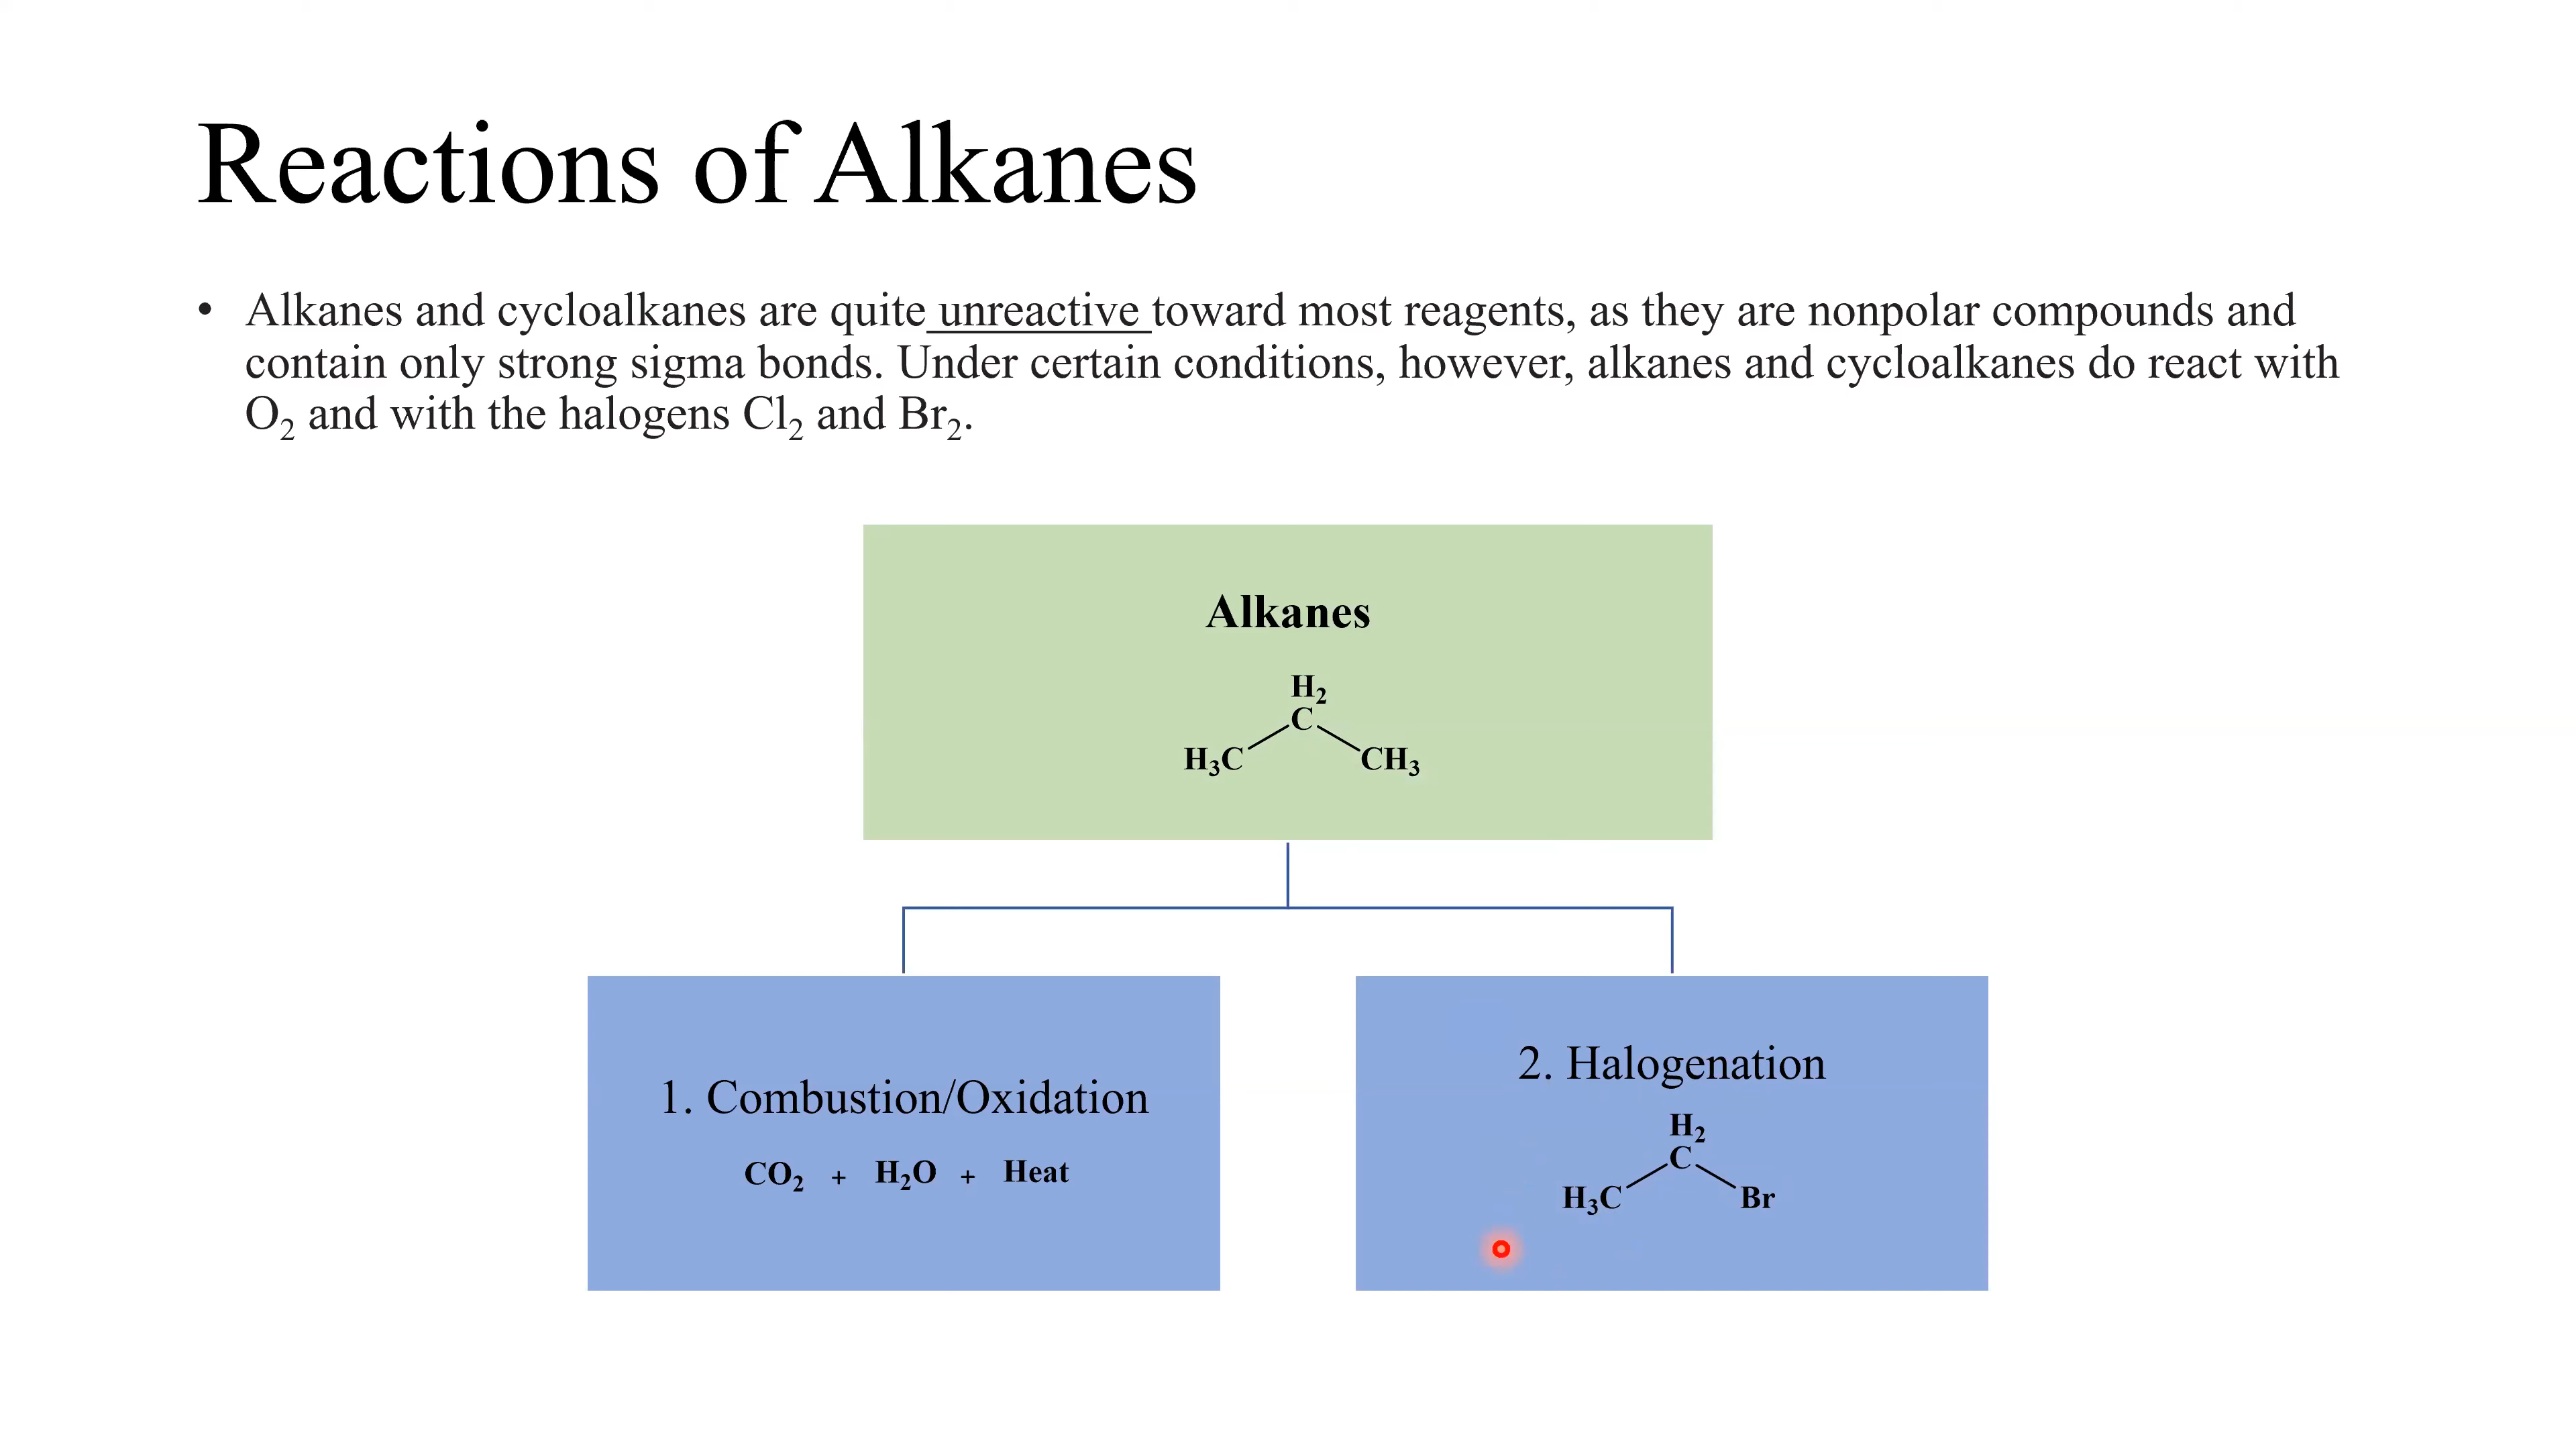 Reactions of Alkanes
• Alkanes and cycloalkanes are quite unreactive toward most reagents, as they are nonpolar compounds and
contain only strong sigma bonds. Under certain conditions, however, alkanes and cycloalkanes do react with
O₂ and with the halogens Cl₂ and Br₂.
Alkanes
H₂
C
H₃C CH₃
1. Combustion/Oxidation
CO₂ + H₂O + Heat
2. Halogenation
H₂
C
H₃C Br